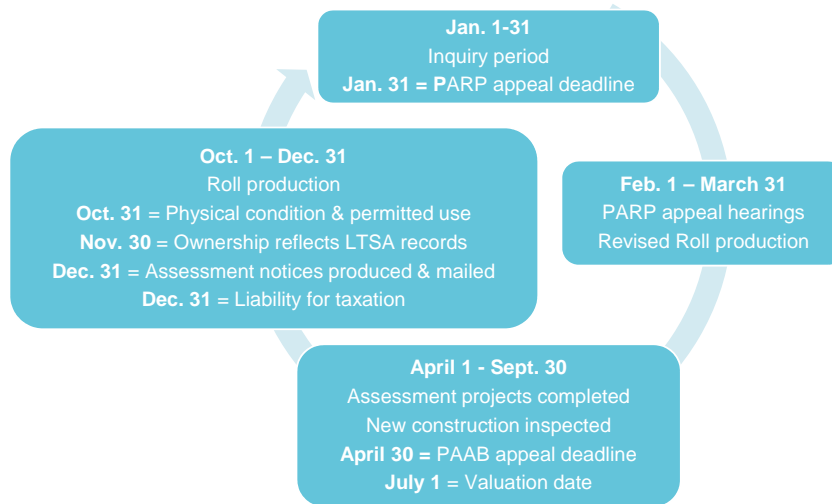 Jan. 1-31
Inquiry period
Jan. 31 = PARP appeal deadline
Feb. 1 – March 31
PARP appeal hearings
Revised Roll production
April 1 - Sept. 30
Assessment projects completed
New construction inspected
April 30 = PAAB appeal deadline
July 1 = Valuation date
Oct. 1 – Dec. 31
Roll production
Oct. 31 = Physical condition & permitted use
Nov. 30 = Ownership reflects LTSA records
Dec. 31 = Assessment notices produced & mailed
Dec. 31 = Liability for taxation